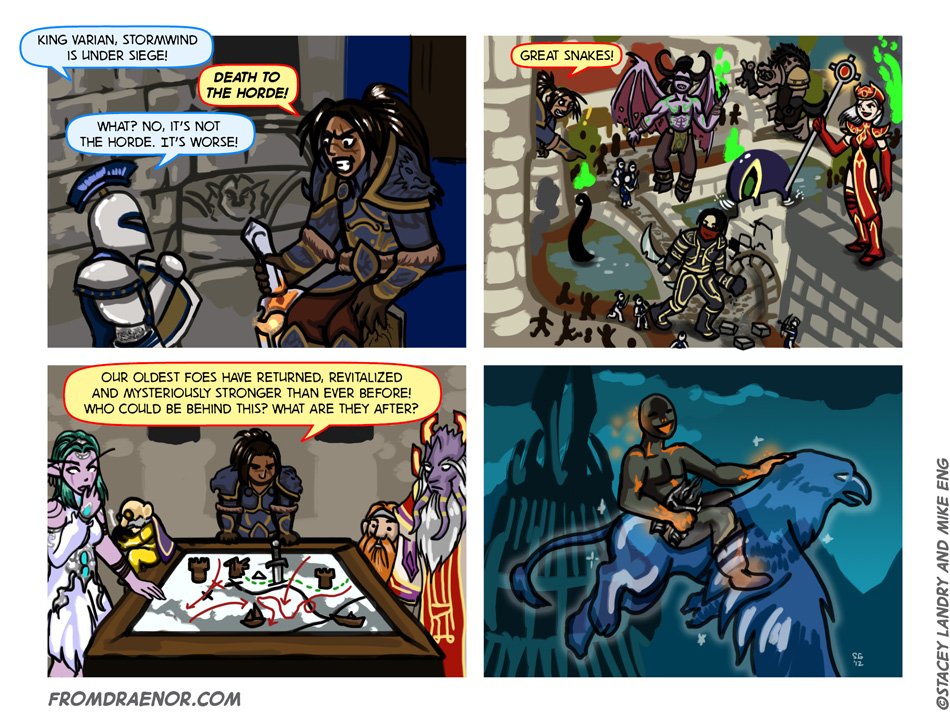 KING VARIAN, STORMWIND
IS UNDER SIEGE!
DEATH TO
THE HORDE!
WHAT? NO, IT'S NOT
THE HORDE. IT'S WORSE!
GREAT SNAKES!
OUR OLDEST FOES HAVE RETURNED, REVITALIZED
AND MYSTERIOUSLY STRONGER THAN EVER BEFORE!
WHO COULD BE BEHIND THIS? WHAT ARE THEY AFTER?
FROMDRAENOR.COM
©STACEY LANDRY AND MIKE ENG